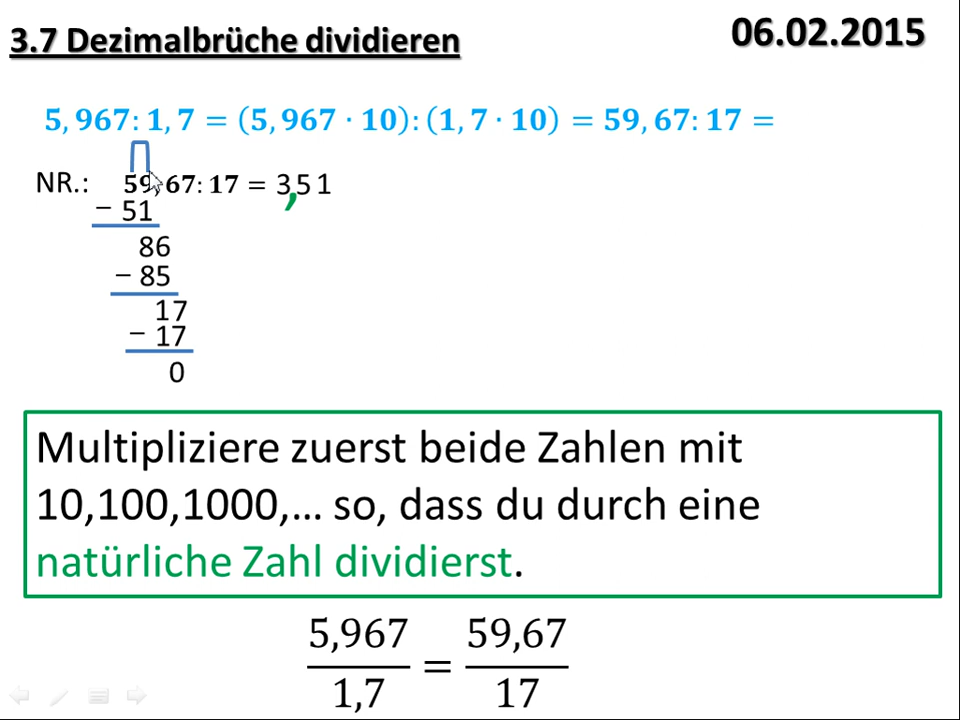 3.7 Dezimalbrüche dividieren
06.02.2015
5,967:1,7 = (5,967 · 10):(1,7 · 10) = 59,67:17 =
NR.: 59,67:17 = 3,51
− 51
86
− 85
17
− 17
0
Multipliziere zuerst beide Zahlen mit
10,100,1000,... so, dass du durch eine
natürliche Zahl dividierst.
5,967/1,7 = 59,67/17